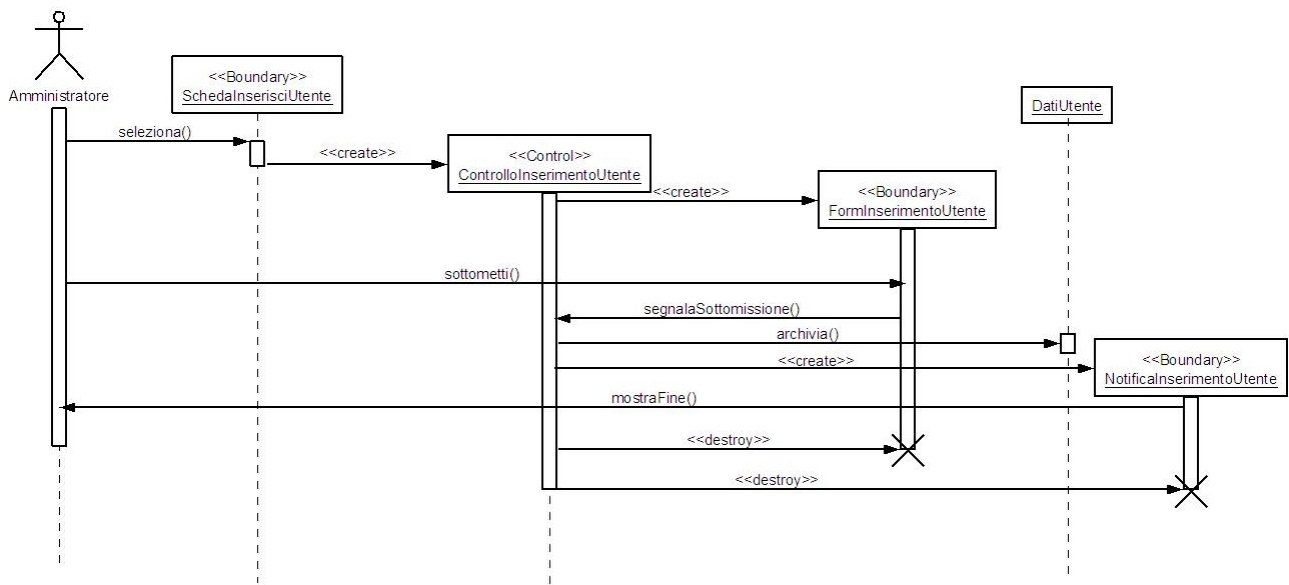 Amministratore
<<Boundary>>
SchedaInserisciUtente
DatiUtente
seleziona()
<<create>>
<<Control>>
ControlloInserimentoUtente
<<create>>
<<Boundary>>
FormInserimentoUtente
sottometti()
segnalaSottomissione()
archivia()
<<create>>
<<Boundary>>
NotificaInserimentoUtente
mostraFine()
<<destroy>>
<<destroy>>